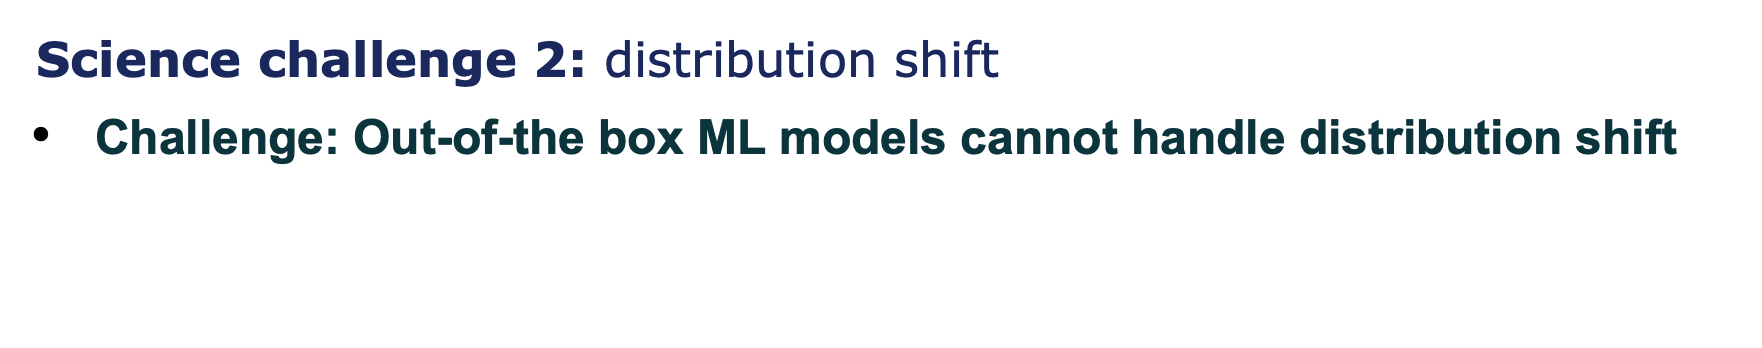 Science challenge 2: distribution shift
• Challenge: Out-of-the box ML models cannot handle distribution shift